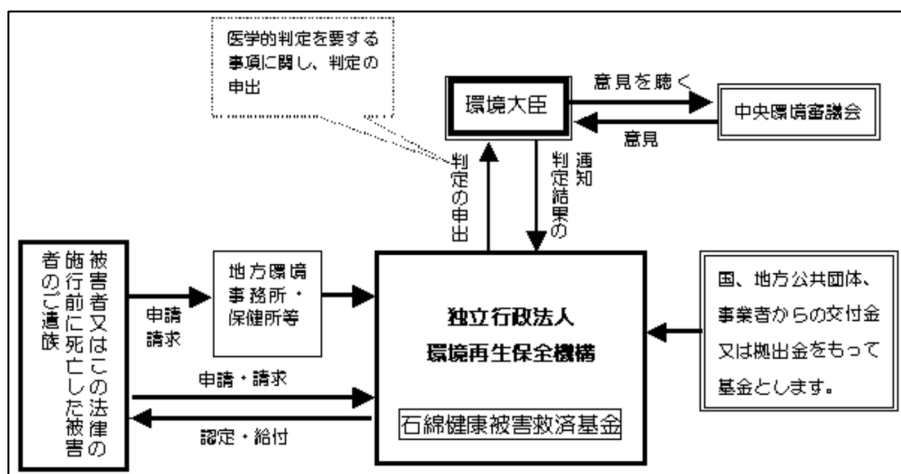 医学的判定を要する
事項に関し、判定の
申出
環境大臣
意見を聴く
意見
中央環境審議会
判定の申出
通知
判定結果の
被害者又はこの法律の
施行前に死亡した被害
者のご遺族
申請
請求
地方環境
事務所・
保健所等
申請・請求
認定・給付
独立行政法人
環境再生保全機構
石綿健康被害救済基金
国、地方公共団体、
事業者からの交付金
又は拠出金をもって
基金とします。